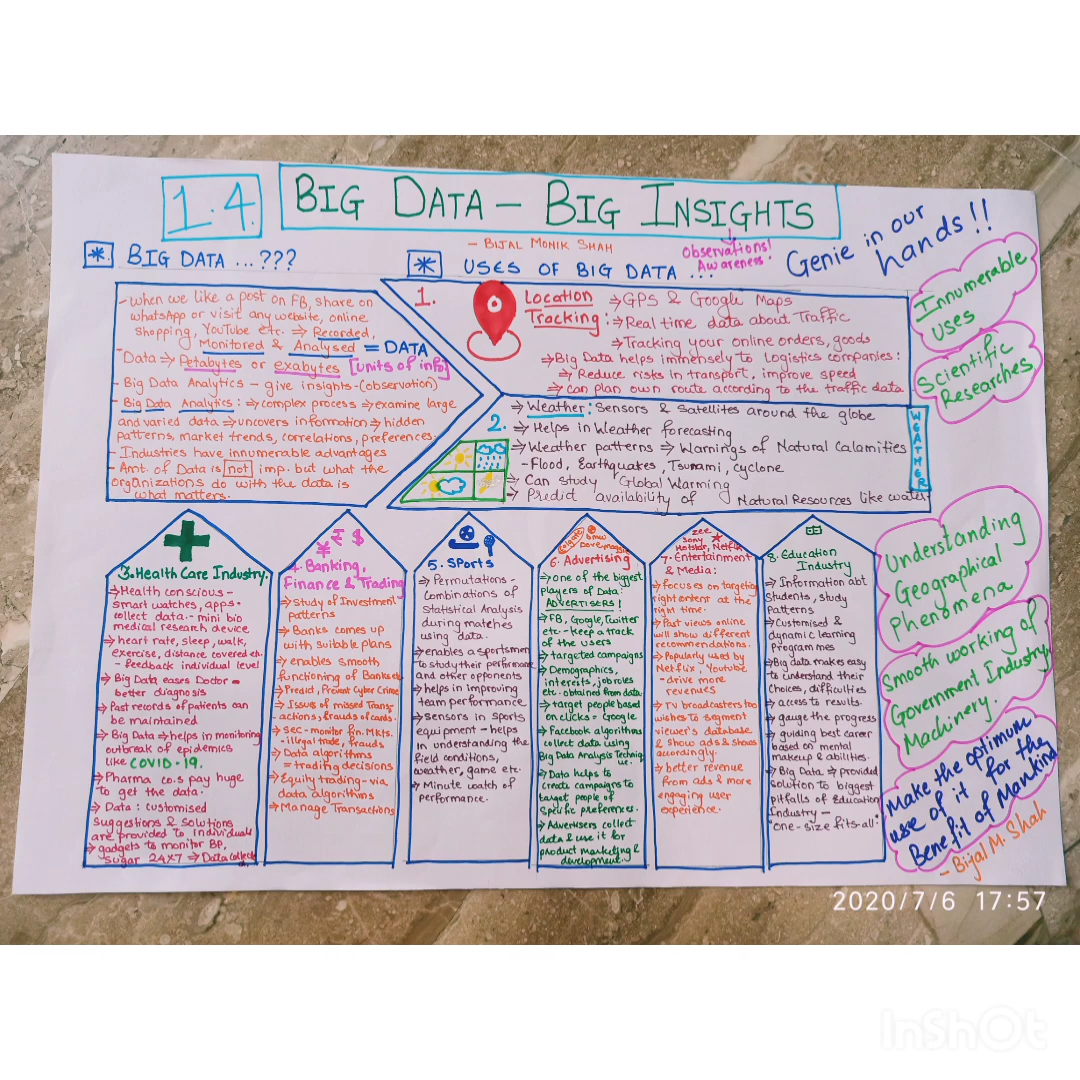 1.4.
BIG DATA – BIG INSIGHTS
- BIJAL MONIK SHAH
Observations!
Awareness!
Genie in our
hands!!
* BIG DATA ...???
* USES OF BIG DATA ...
- When we like a post on FB, share on
WhatsApp or visit any website, online
shopping, YouTube etc. ⇒ Recorded,
Monitored & Analysed = DATA
- Data ⇒ Petabytes or exabytes [units of info]
- Big Data Analytics - give insights-(observation)
- Big Data Analytics : ⇒ complex process ⇒ examine large
and varied data ⇒ uncovers information ⇒ hidden
patterns, market trends, correlations, preferences.
- Industries have innumerable advantages
- Amt. of Data is not imp. but what the
organizations do with the data is
what matters.
1.
Location
Tracking :
⇒ GPS & Google Maps
⇒ Real time data about Traffic
⇒ Tracking your online orders, goods
⇒ Big Data helps immensely to Logistics companies :
⇒ Reduce risks in transport, improve speed
⇒ can plan own route according to the traffic data
2.
⇒ Weather : Sensors & Satellites around the globe
⇒ Helps in Weather forecasting
⇒ Weather patterns ⇒ Warnings of Natural Calamities
- Flood, Earthquakes, Tsunami, Cyclone
⇒ Can study Global Warming
⇒ Predict availability of Natural Resources like water
WEATHER
3. Health Care Industry.
⇒ Health conscious -
smart watches, apps -
collect data - mini bio
medical research device
⇒ heart rate, sleep, walk,
exercise, distance covered etc.
- feedback individual level
⇒ Big Data eases Doctor =
better diagnosis
⇒ Past records of patients can
be maintained
⇒ Big Data ⇒ helps in monitoring
outbreak of epidemics
like COVID-19.
⇒ Pharma co.s pay huge
to get the data.
⇒ Data : customised
suggestions & solutions
are provided to individuals
⇒ gadgets to monitor BP,
sugar 24x7 ⇒ Data collects
¥ ₹ $
4. Banking,
Finance & Trading
⇒ Study of Investment
patterns
⇒ Banks comes up
with suitable plans
⇒ enables smooth
functioning of Banks etc.
⇒ Predict, Prevent Cyber Crime
⇒ Issues of missed Trans-
actions, frauds of cards.
⇒ SEC - monitor fin. Mkts.
- illegal trade, frauds
⇒ Data algorithms
= trading decisions
⇒ Equity trading - via
data algorithms
⇒ Manage Transactions
5. SPorts
⇒ Permutations -
Combinations of
Statistical Analysis
during matches
using data.
⇒ enables a sportsmen
to study their performance
and other opponents
⇒ helps in improving
team performance
⇒ sensors in sports
equipment - helps
in understanding the
field conditions,
weather, game etc.
⇒ Minute watch of
performance.
Colgate
BMW
6. Advertising
⇒ one of the biggest
players of Data:
ADVERTISERS!
⇒ FB, Google, Twitter
etc - keep a track
of the users
⇒ targeted campaigns
⇒ Demographics,
interests, job roles
etc. obtained from data
⇒ target people based
on clicks = Google
⇒ Facebook algorithms
collect data using
Big Data Analysis Techniq-
ue.
⇒ Data helps to
create campaigns to
target people of
Specific preferences.
⇒ Advertisers collect
data & use it for
product marketing &
development.
zee
Sony
Hotstar, Netflix
7. Entertainment
& Media:
⇒ focuses on targeting
right content at the
right time.
⇒ Past views online
will show different
recommendations.
⇒ Popularly used by
Netflix, Youtube
- drive more
revenues
⇒ TV broadcasters too
wishes to segment
viewer's database
& Show ads & Shows
accordingly.
⇒ better revenue
from ads & more
engaging user
experience.
8. Education
Industry
⇒ Information abt
Students, study
patterns
⇒ Customised &
dynamic learning
Programmes
⇒ Big data makes easy
to understand their
choices, difficulties
access to results.
⇒ gauge the progress
⇒ guiding best career
based on mental
makeup & abilities.
⇒ Big Data ⇒ provided
solution to biggest
pitfalls of Education
Industry -
"one-size fits-all"
Innumerable
uses
Scientific
Researches
Understanding
Geographical
Phenomena
Smooth working of
Government Industry
Machinery.
Make the optimum
use of it for the
Benefit of Mankind
- Bijal M. Shah
2020/7/6 17:57
InShOt